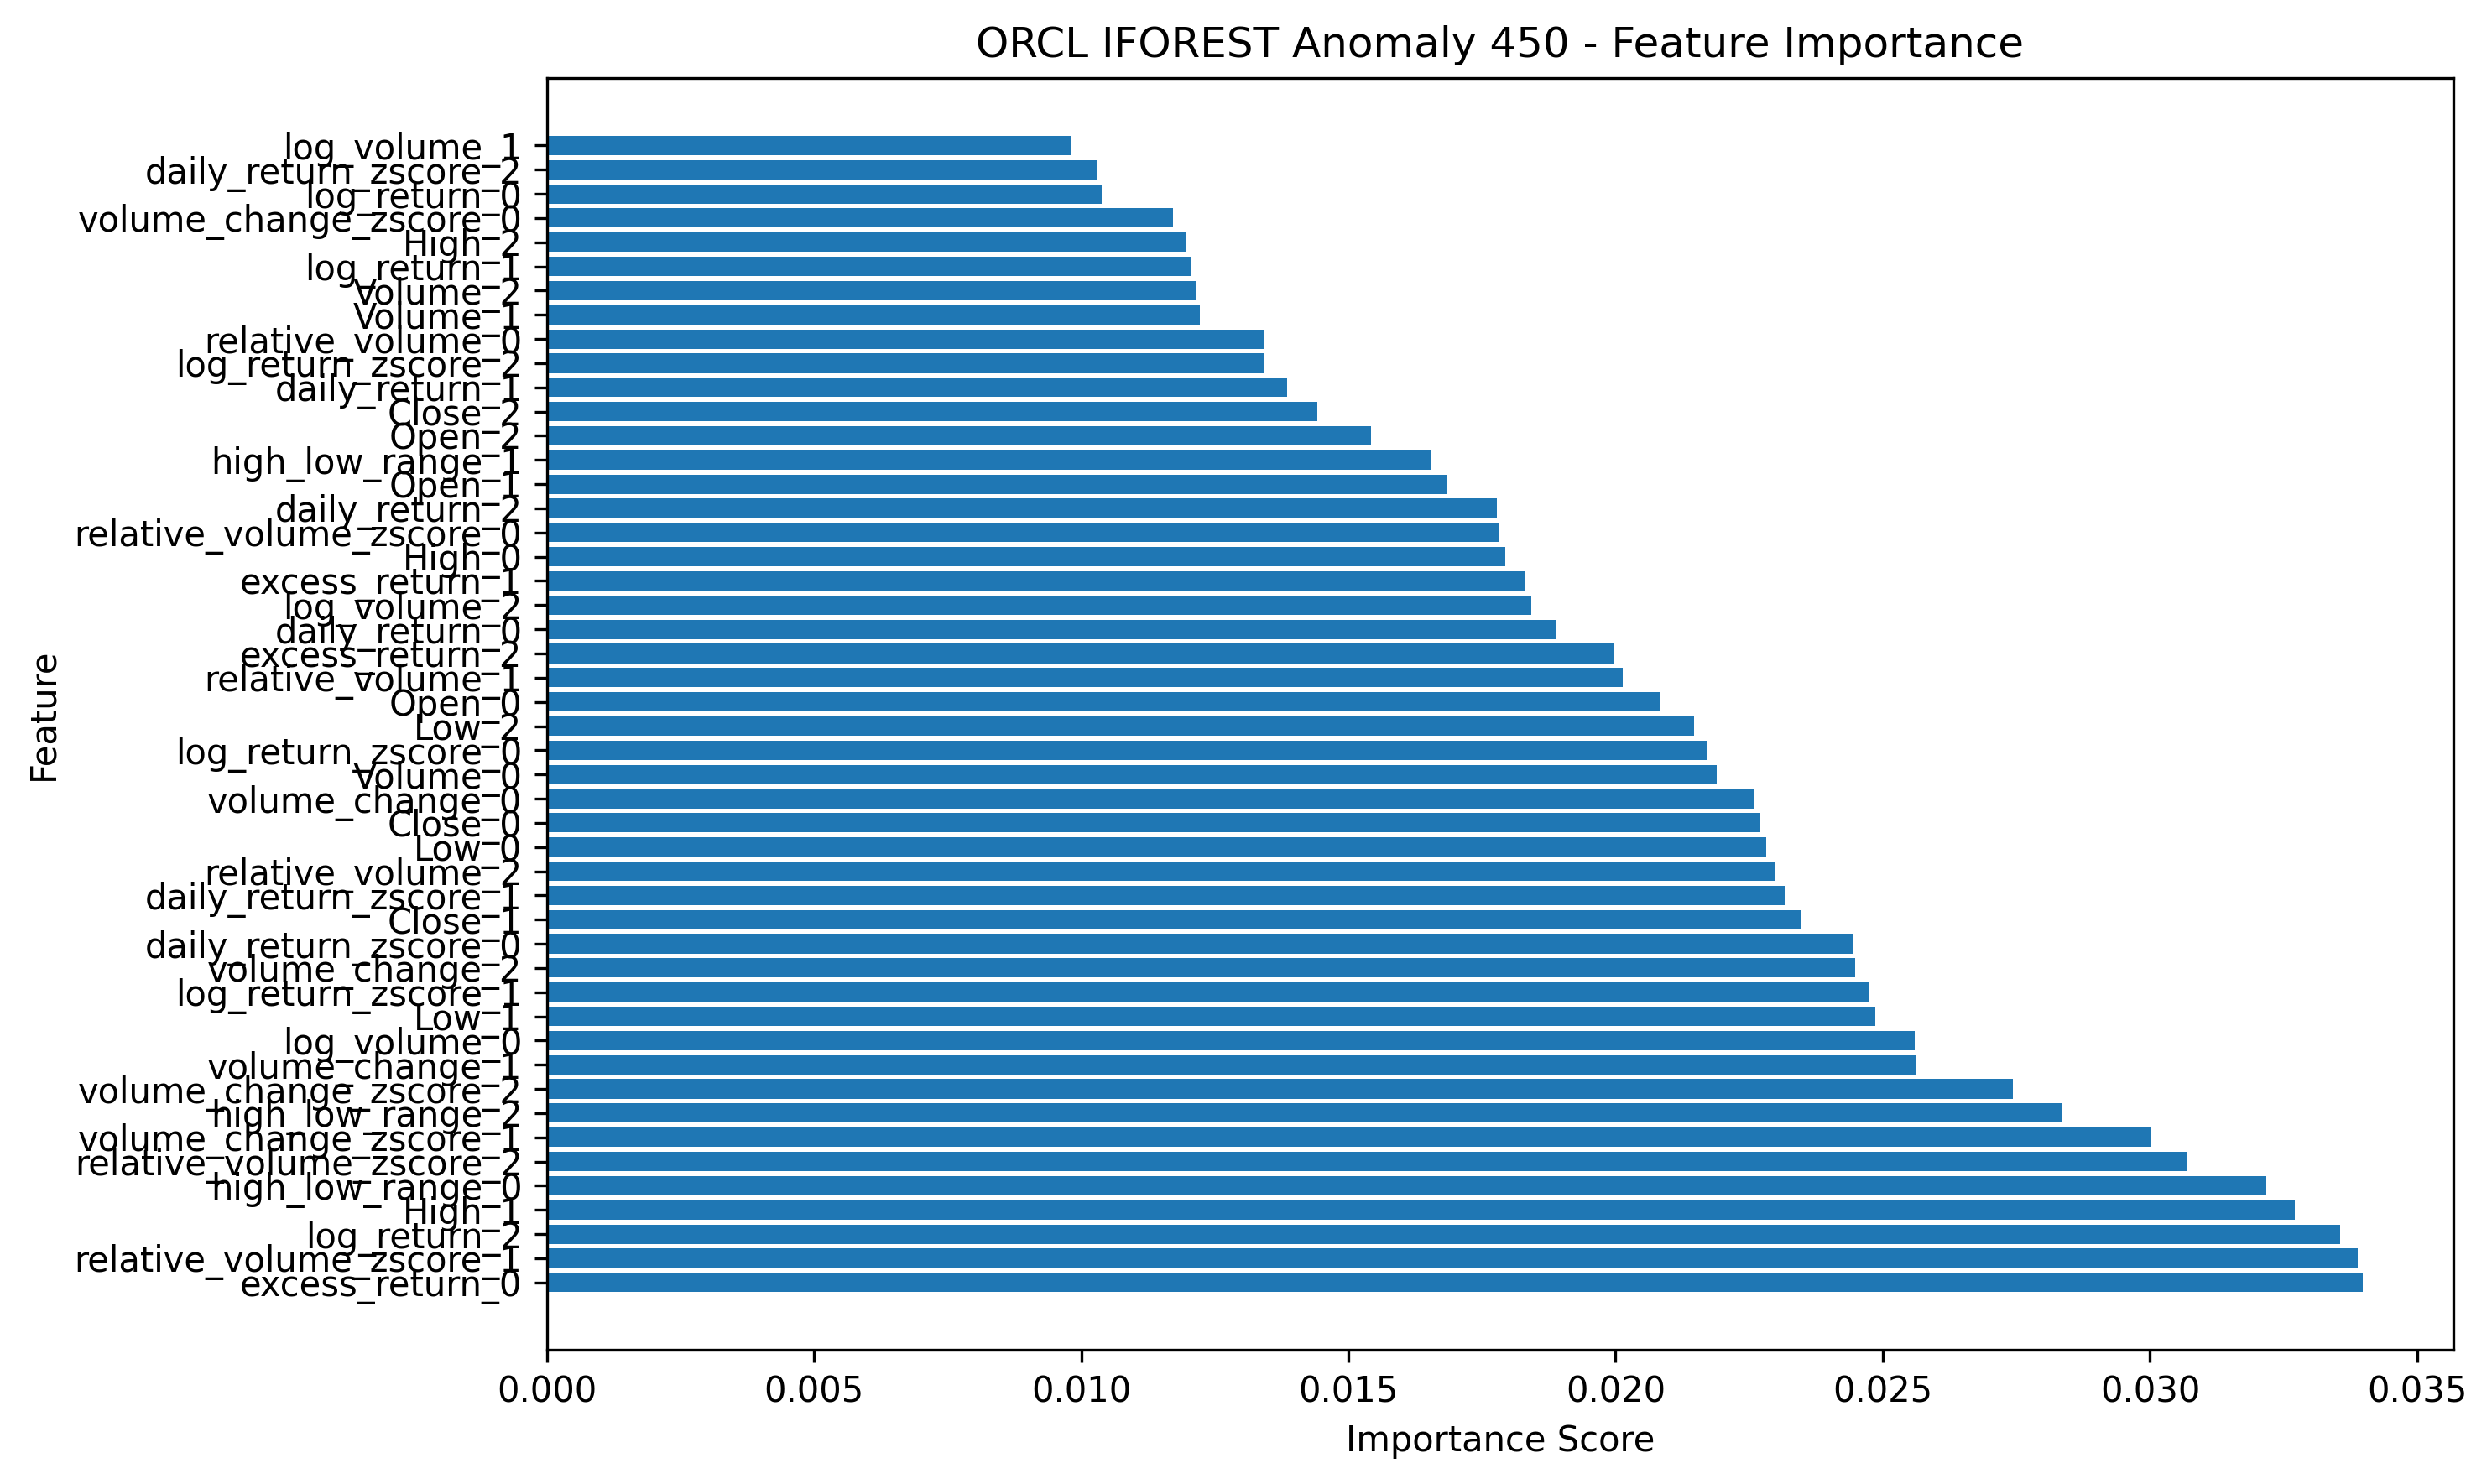 ORCL IFOREST Anomaly 450 - Feature Importance
log_volume_1
daily_return_zscore_2
log_return_0
volume_change_zscore_0
High_2
log_return_1
Volume_2
Volume_1
relative_volume_0
log_return_zscore_2
daily_return_1
Close_2
Open_2
high_low_range_1
Open_1
daily_return_2
relative_volume_zscore_0
High_0
excess_return_1
log_volume_2
daily_return_0
excess_return_2
relative_volume_1
Open_0
Low_2
log_return_zscore_0
Volume_0
volume_change_0
Close_0
Low_0
relative_volume_2
daily_return_zscore_1
Close_1
daily_return_zscore_0
volume_change_2
log_return_zscore_1
Low_1
log_volume_0
volume_change_1
volume_change_zscore_2
high_low_range_2
volume_change_zscore_1
relative_volume_zscore_2
high_low_range_0
High_1
log_return_2
relative_volume_zscore_1
excess_return_0
Feature
0.000 0.005 0.010 0.015 0.020 0.025 0.030 0.035
Importance Score